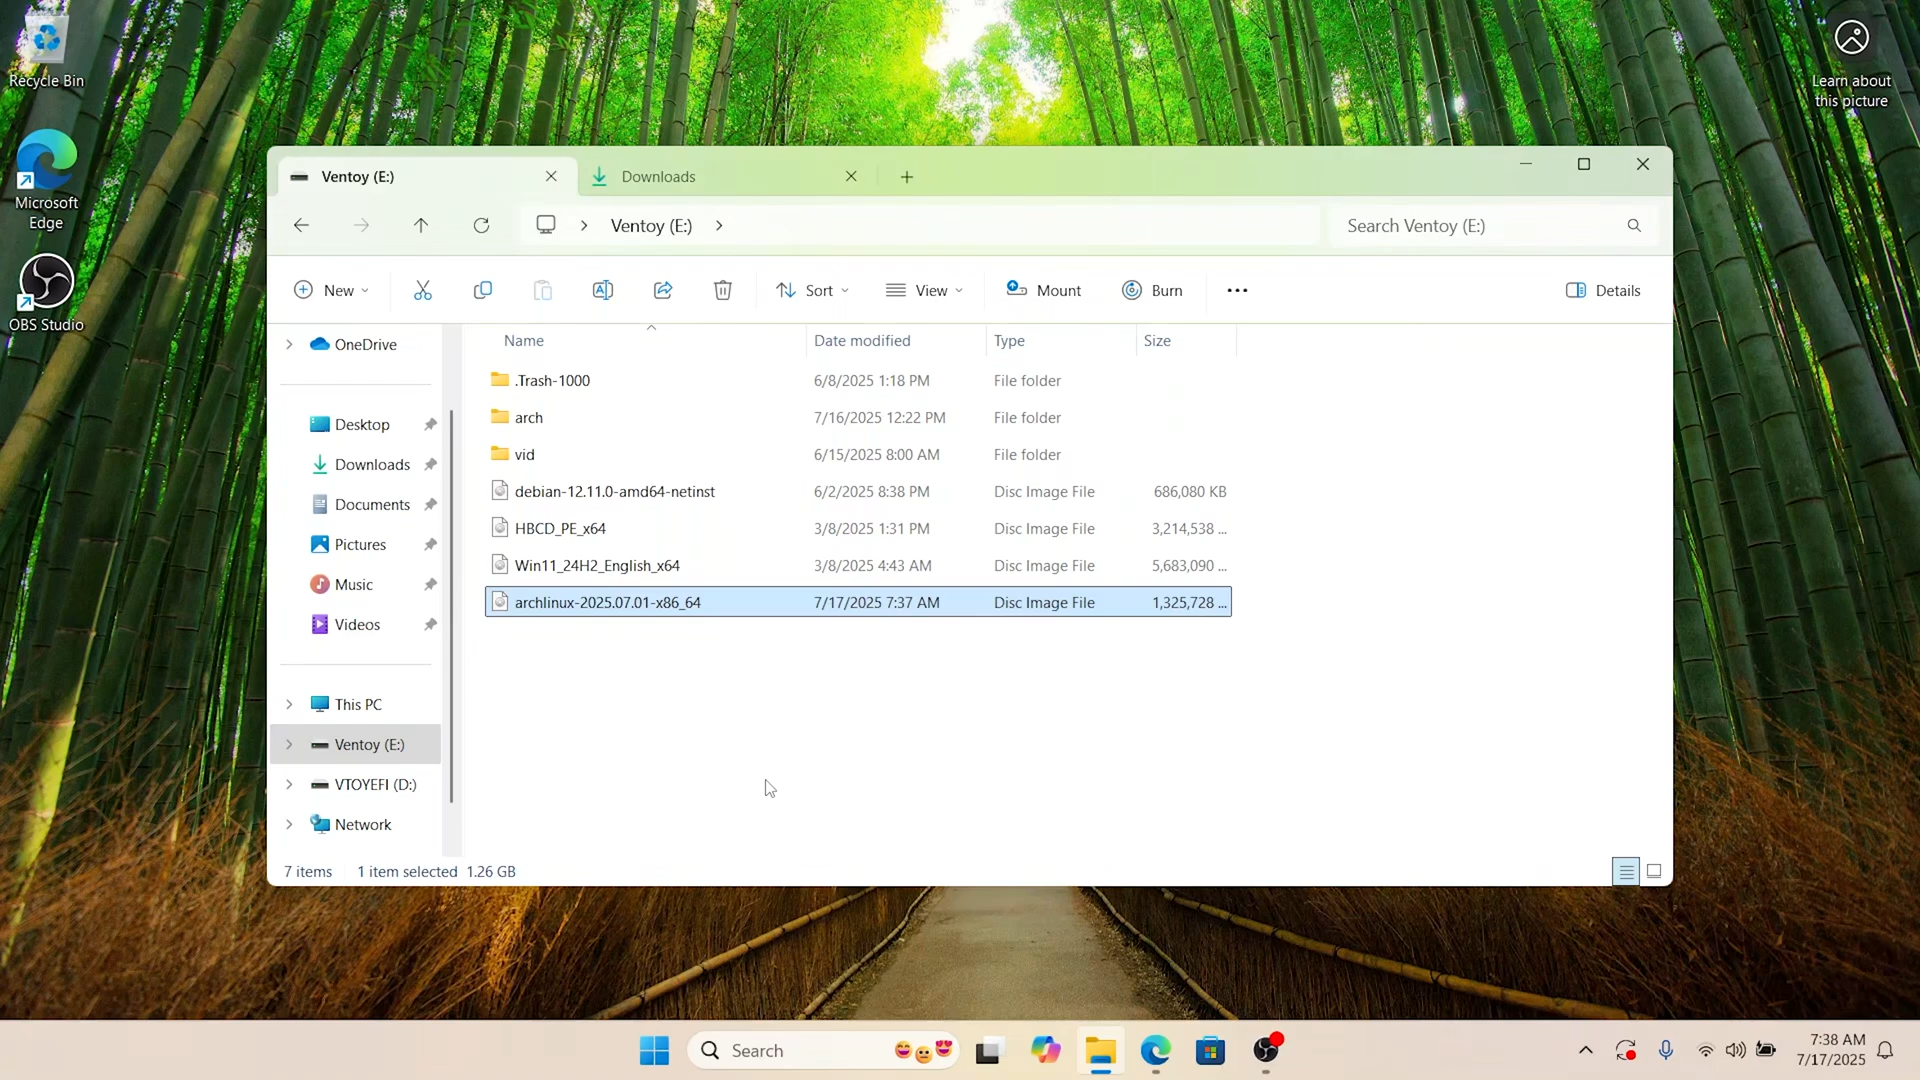 Recycle Bin
Microsoft
Edge
OBS Studio
Learn about
this picture
Ventoy (E:)
Downloads
Ventoy (E:)
Search Ventoy (E:)
New
Sort
View
Mount
Burn
Details
OneDrive
Desktop
Downloads
Documents
Pictures
Music
Videos
This PC
Ventoy (E:)
VTOYEFI (D:)
Network
Name Date modified Type Size
.Trash-1000 6/8/2025 1:18 PM File folder
arch 7/16/2025 12:22 PM File folder
vid 6/15/2025 8:00 AM File folder
debian-12.11.0-amd64-netinst 6/2/2025 8:38 PM Disc Image File 686,080 KB
HBCD_PE_x64 3/8/2025 1:31 PM Disc Image File 3,214,538 ...
Win11_24H2_English_x64 3/8/2025 4:43 AM Disc Image File 5,683,090 ...
archlinux-2025.07.01-x86_64 7/17/2025 7:37 AM Disc Image File 1,325,728 ...
7 items 1 item selected 1.26 GB
Search
7:38 AM
7/17/2025